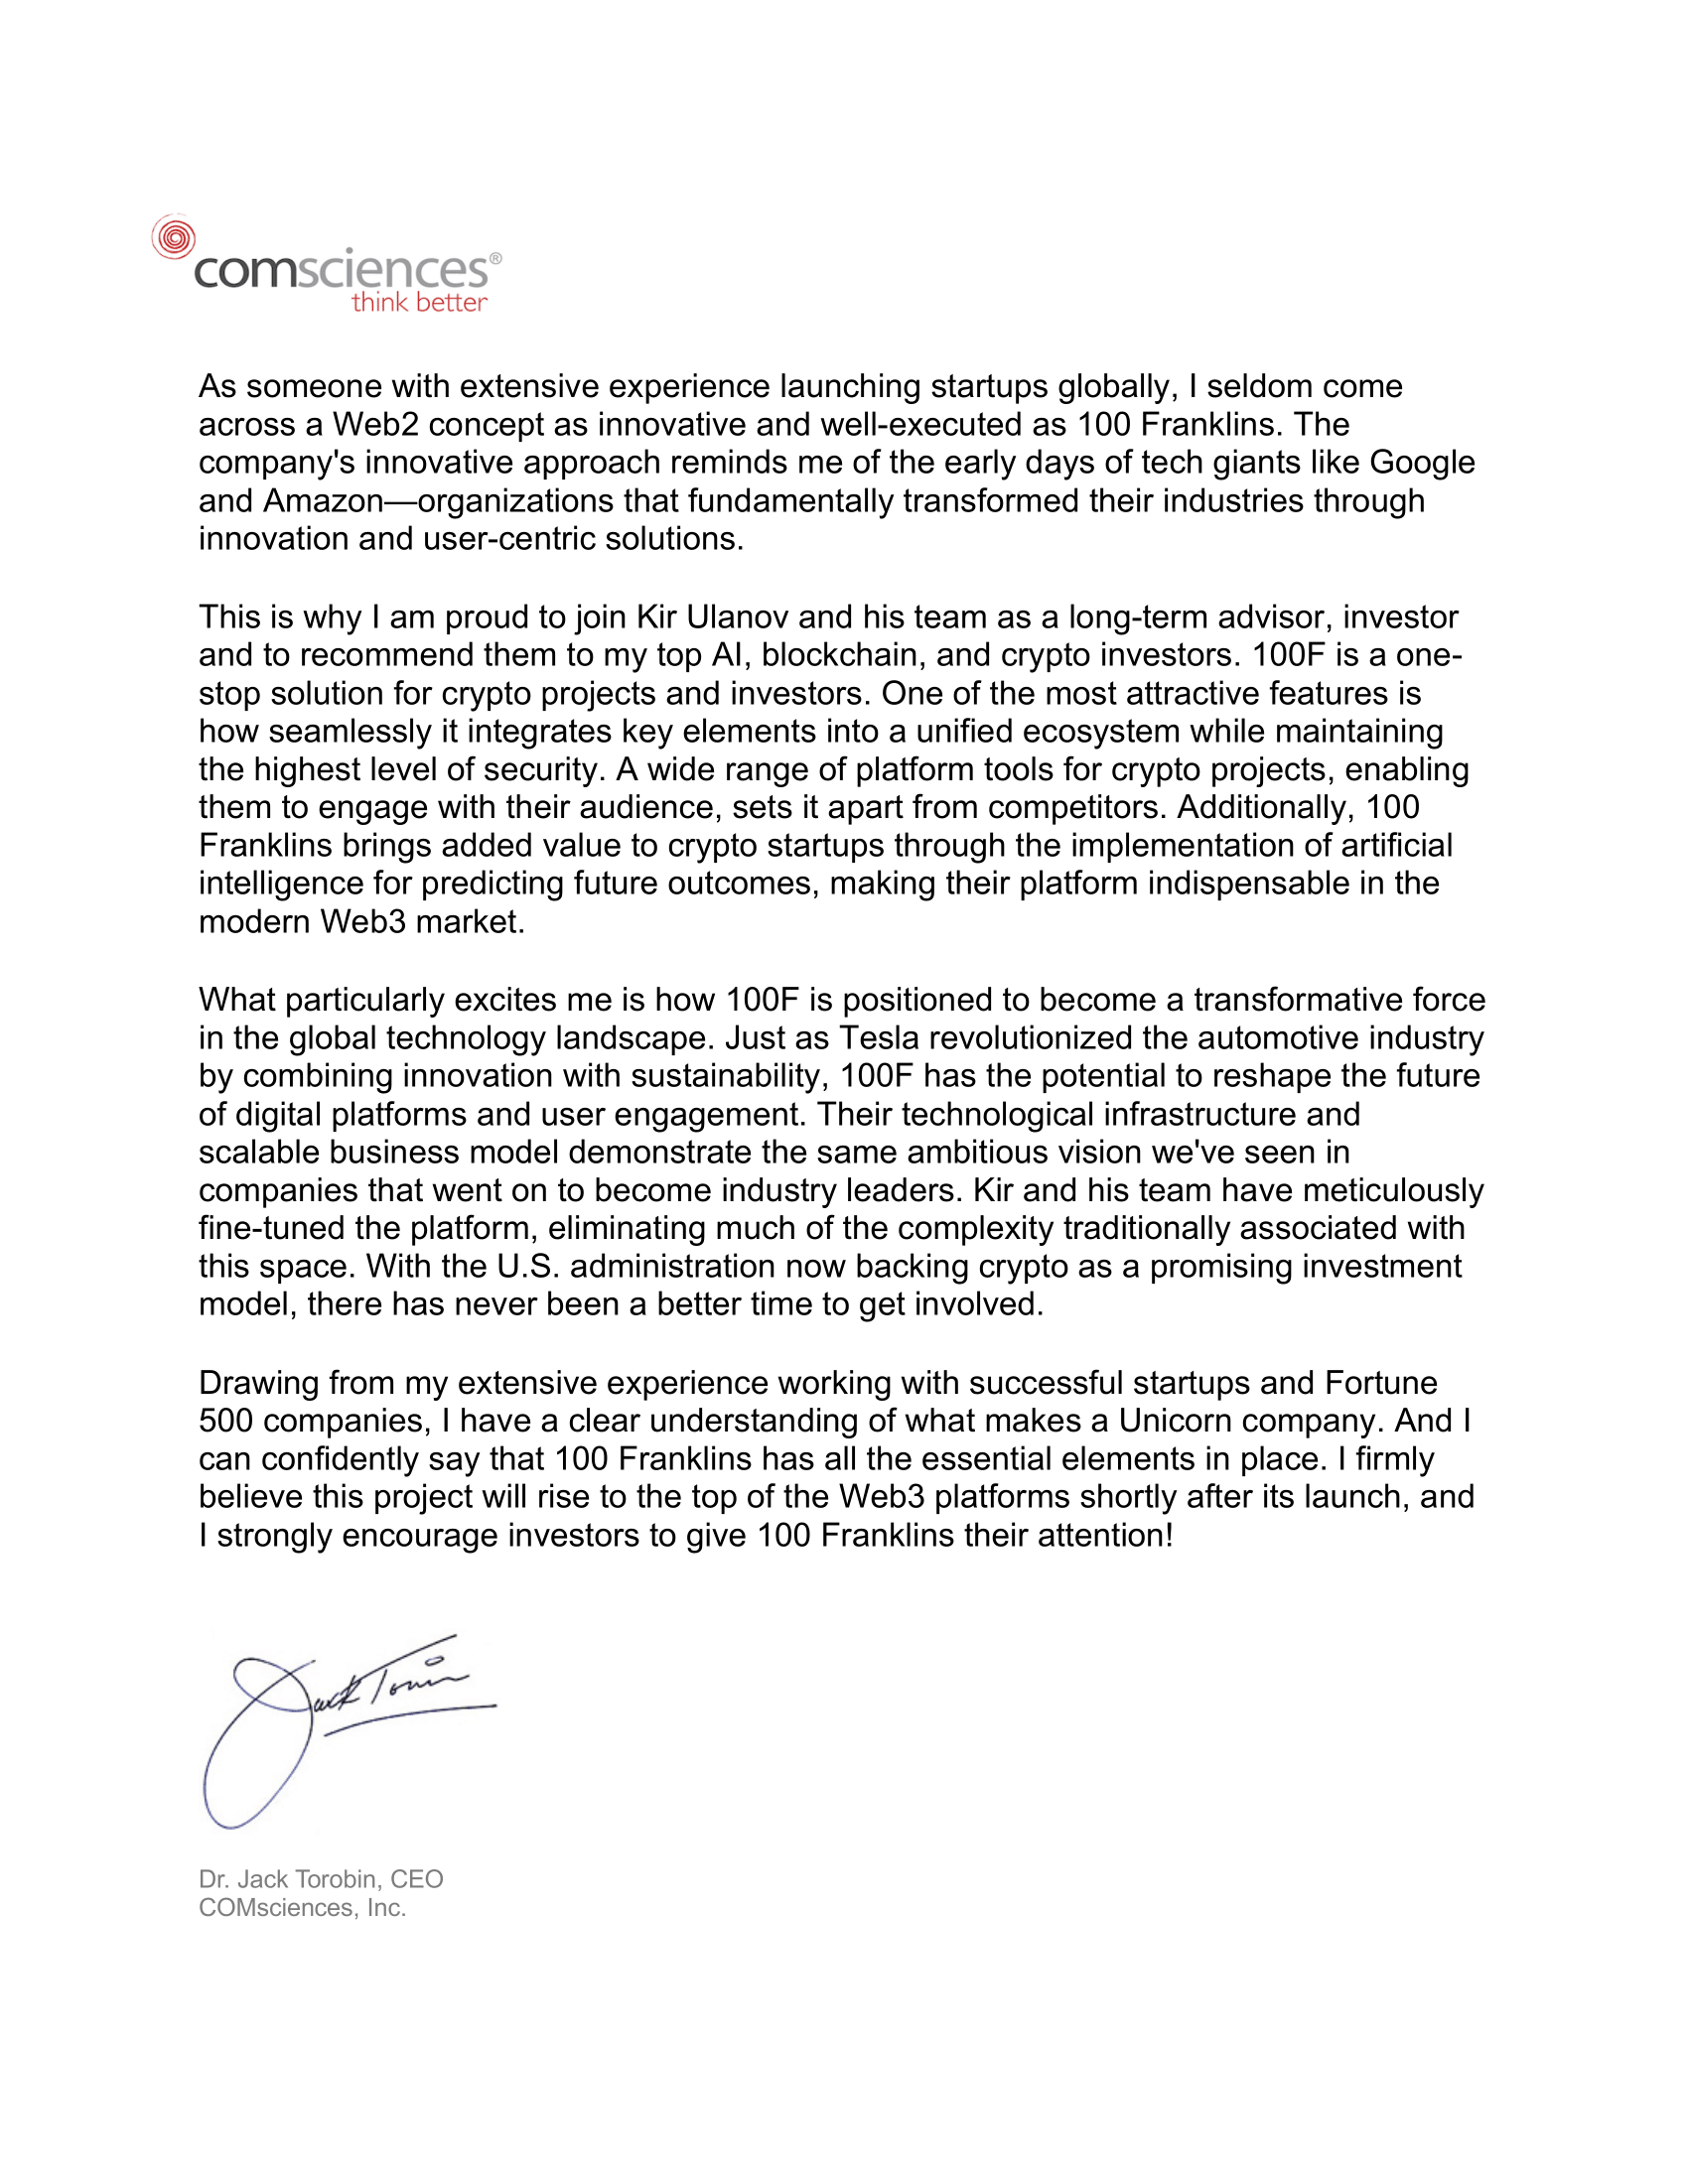 comsciences®
think better
As someone with extensive experience launching startups globally, I seldom come
across a Web2 concept as innovative and well-executed as 100 Franklins. The
company's innovative approach reminds me of the early days of tech giants like Google
and Amazon—organizations that fundamentally transformed their industries through
innovation and user-centric solutions.
This is why I am proud to join Kir Ulanov and his team as a long-term advisor, investor
and to recommend them to my top AI, blockchain, and crypto investors. 100F is a one-
stop solution for crypto projects and investors. One of the most attractive features is
how seamlessly it integrates key elements into a unified ecosystem while maintaining
the highest level of security. A wide range of platform tools for crypto projects, enabling
them to engage with their audience, sets it apart from competitors. Additionally, 100
Franklins brings added value to crypto startups through the implementation of artificial
intelligence for predicting future outcomes, making their platform indispensable in the
modern Web3 market.
What particularly excites me is how 100F is positioned to become a transformative force
in the global technology landscape. Just as Tesla revolutionized the automotive industry
by combining innovation with sustainability, 100F has the potential to reshape the future
of digital platforms and user engagement. Their technological infrastructure and
scalable business model demonstrate the same ambitious vision we've seen in
companies that went on to become industry leaders. Kir and his team have meticulously
fine-tuned the platform, eliminating much of the complexity traditionally associated with
this space. With the U.S. administration now backing crypto as a promising investment
model, there has never been a better time to get involved.
Drawing from my extensive experience working with successful startups and Fortune
500 companies, I have a clear understanding of what makes a Unicorn company. And I
can confidently say that 100 Franklins has all the essential elements in place. I firmly
believe this project will rise to the top of the Web3 platforms shortly after its launch, and
I strongly encourage investors to give 100 Franklins their attention!
Jack
Dr. Jack Torobin, CEO
COMsciences, Inc.